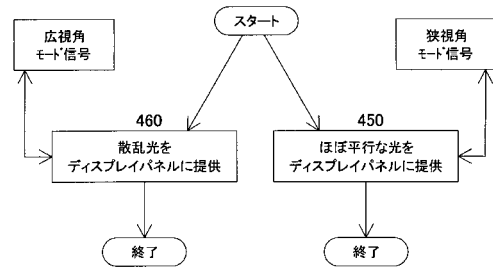 スタート
広視角
モード信号
狭視角
モード信号
460
散乱光を
ディスプレイパネルに提供
450
ほぼ平行な光を
ディスプレイパネルに提供
終了
終了